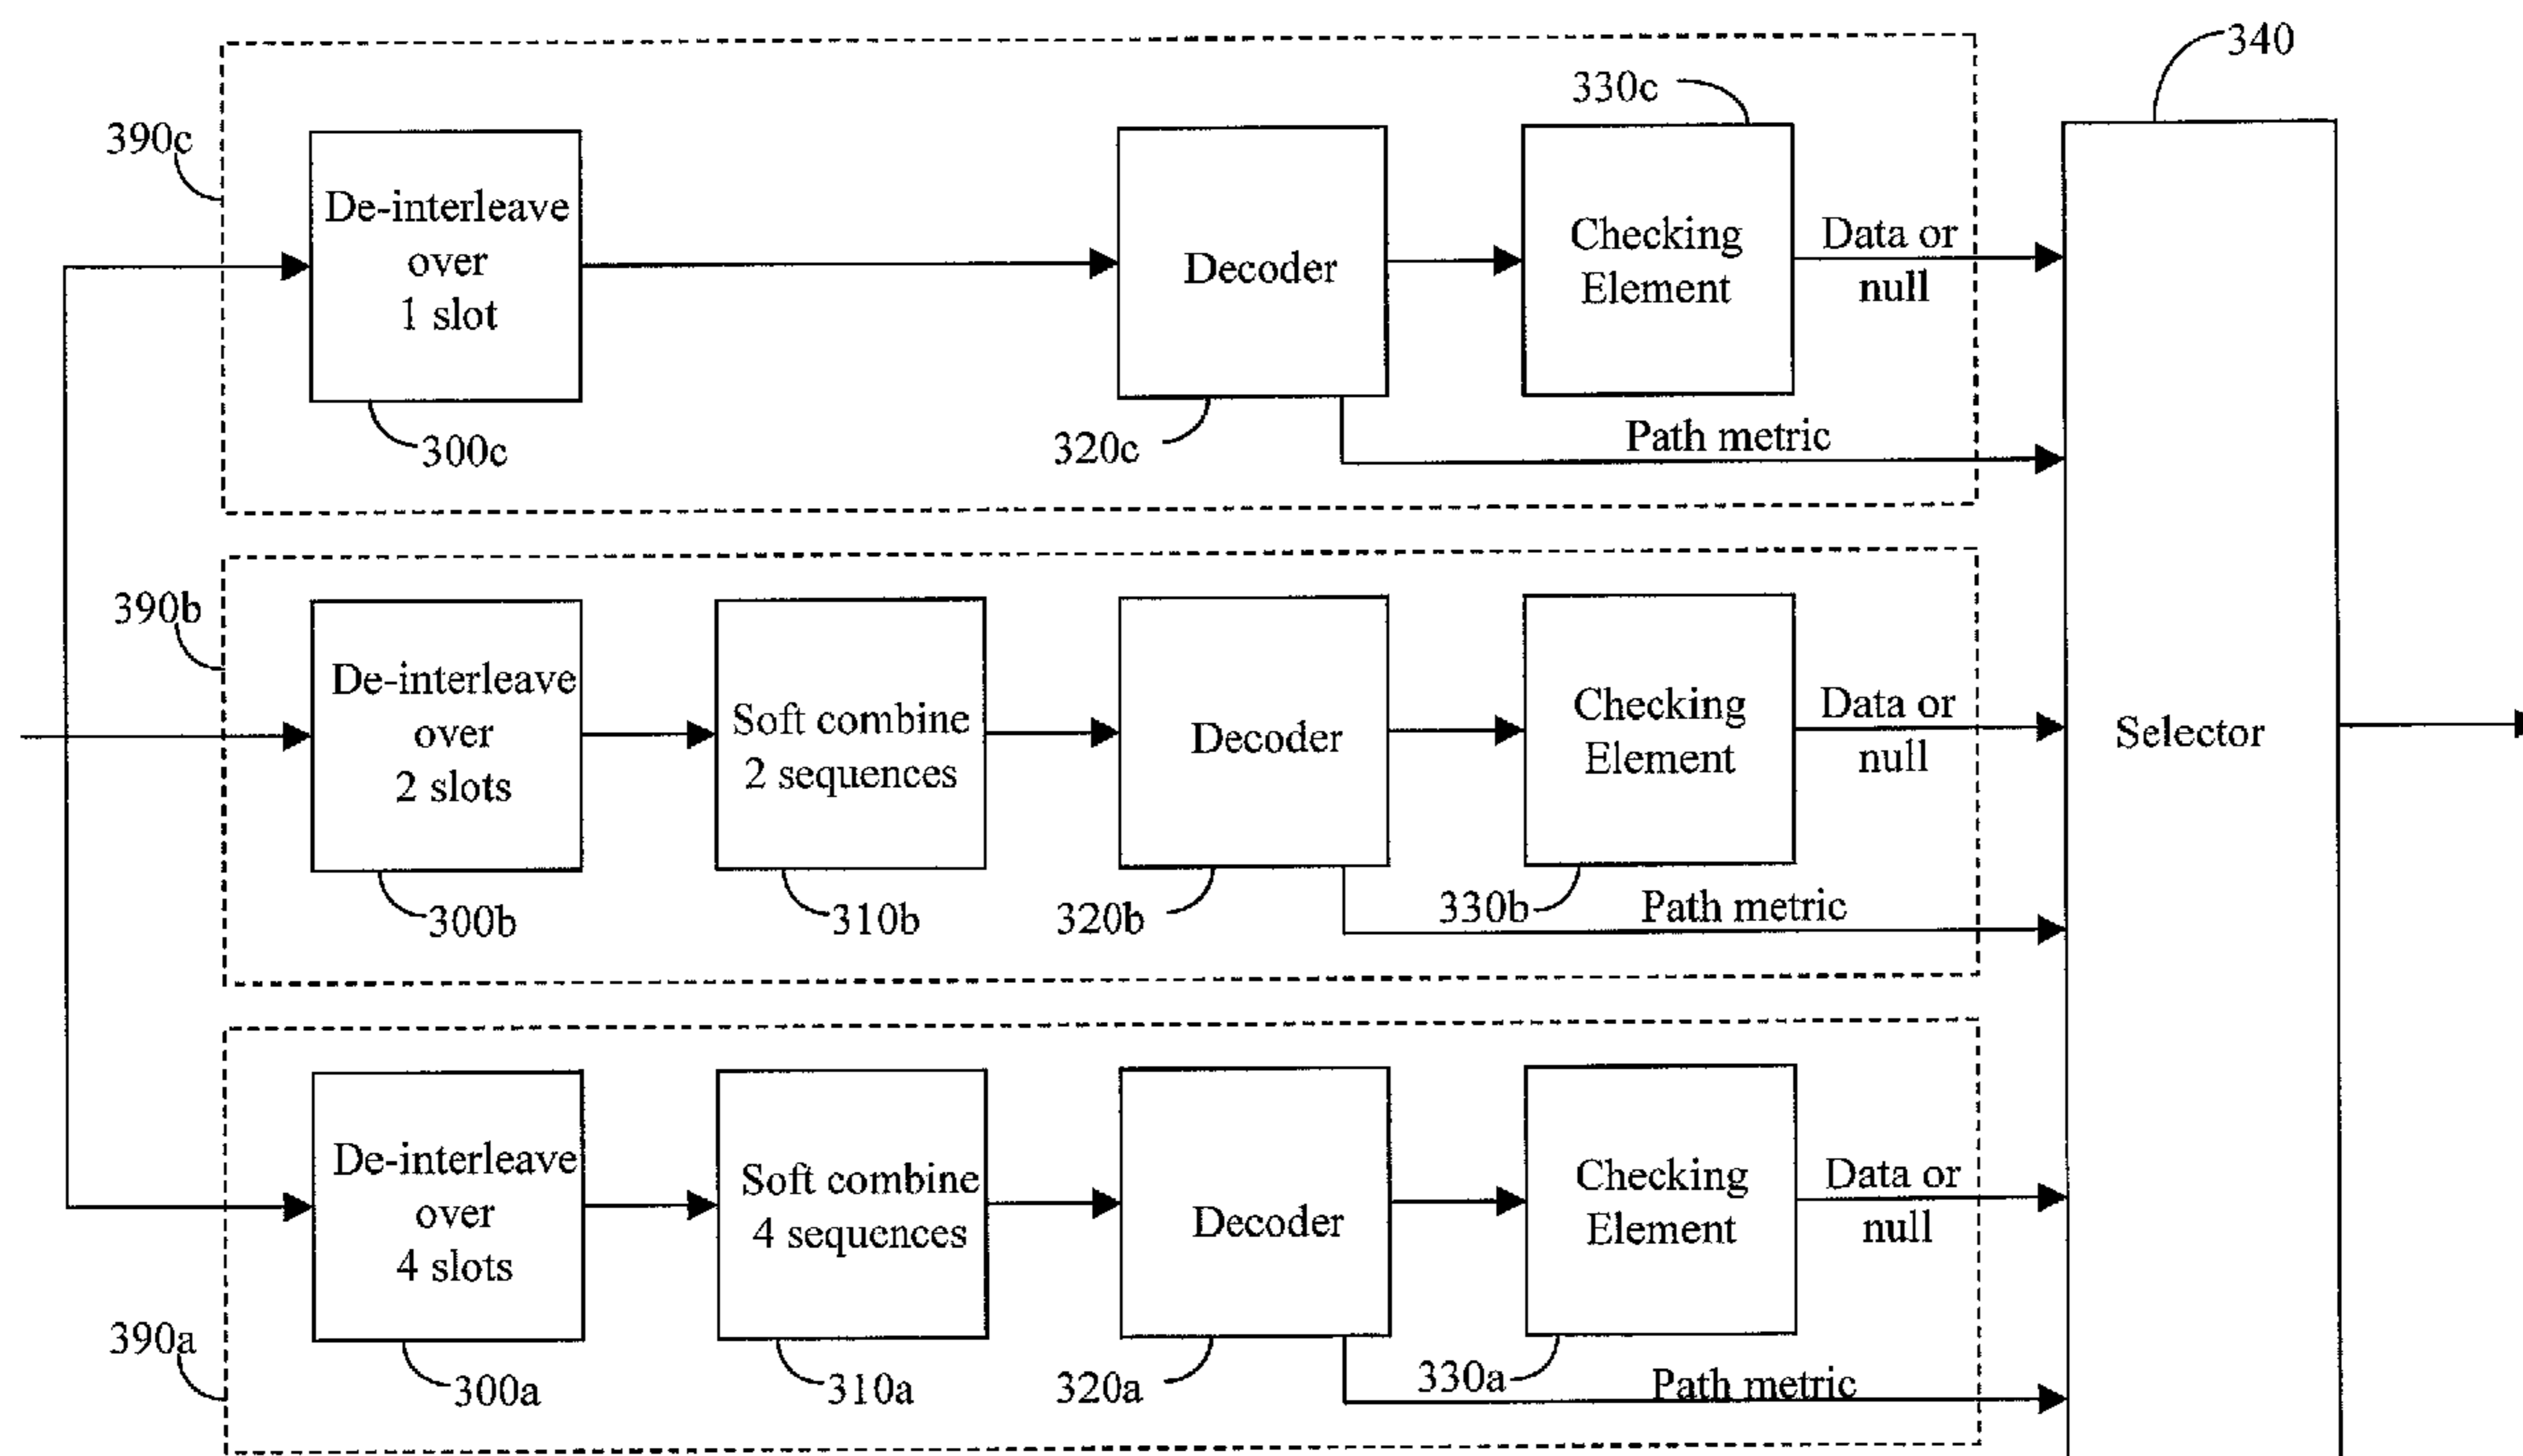 340
330c
390c
De-interleave
over
1 slot
Decoder
Checking
Element
Data or
null
300c
320c
Path metric
390b
De-interleave
over
2 slots
Soft combine
2 sequences
Decoder
Checking
Element
Data or
null
Selector
300b
310b
320b
330b
Path metric
De-interleave
over
4 slots
Soft combine
4 sequences
Decoder
Checking
Element
Data or
null
390a
300a
310a
320a
330a
Path metric